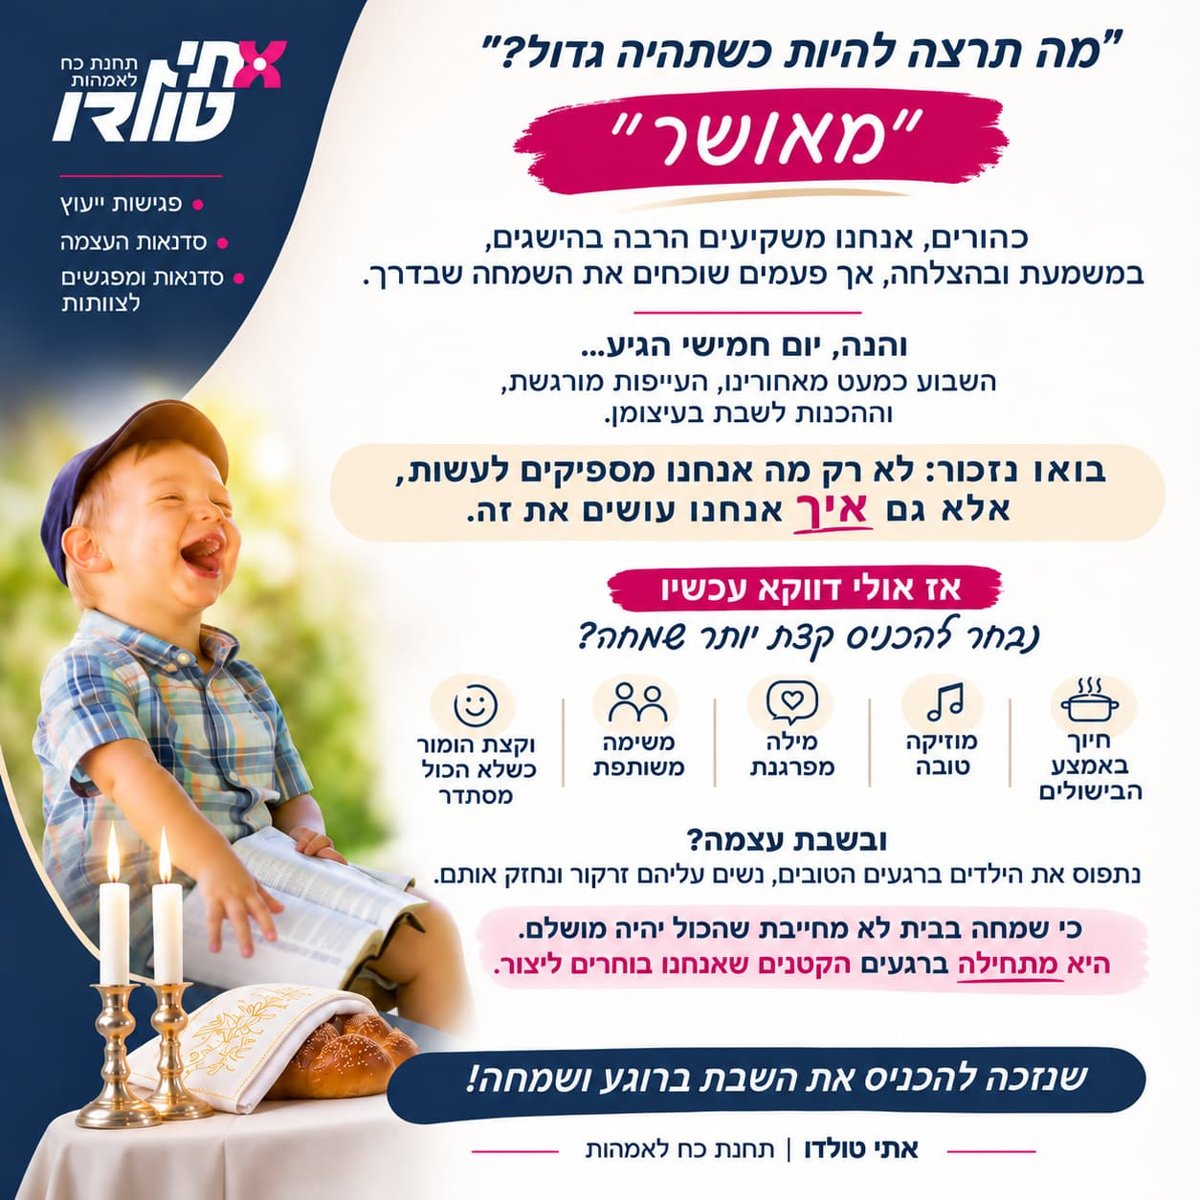 אתי
טולדו
תחנת כח
לאמהות
• פגישות ייעוץ
• סדנאות העצמה
• סדנאות ומפגשים
לצוותות
"מה תרצה להיות כשתהיה גדול?"
"מאושר"
כהורים, אנחנו משקיעים הרבה בהישגים,
במשמעת ובהצלחה, אך פעמים שוכחים את השמחה שבדרך.
והנה, יום חמישי הגיע...
השבוע כמעט מאחורינו, העייפות מורגשת,
וההכנות לשבת בעיצומן.
בואו נזכור: לא רק מה אנחנו מספיקים לעשות,
אלא גם איך אנחנו עושים את זה.
אז אולי דווקא עכשיו
נבחר להכניס קצת יותר שמחה?
חיוך
באמצע
הבישולים
מוזיקה
טובה
מילה
מפרגנת
משימה
משותפת
וקצת הומור
כשלא הכול
מסתדר
ובשבת עצמה?
נתפוס את הילדים ברגעים הטובים, נשים עליהם זרקור ונחזק אותם.
כי שמחה בבית לא מחייבת שהכול יהיה מושלם.
היא מתחילה ברגעים הקטנים שאנחנו בוחרים ליצור.
שנזכה להכניס את השבת ברוגע ושמחה!
אתי טולדו | תחנת כח לאמהות